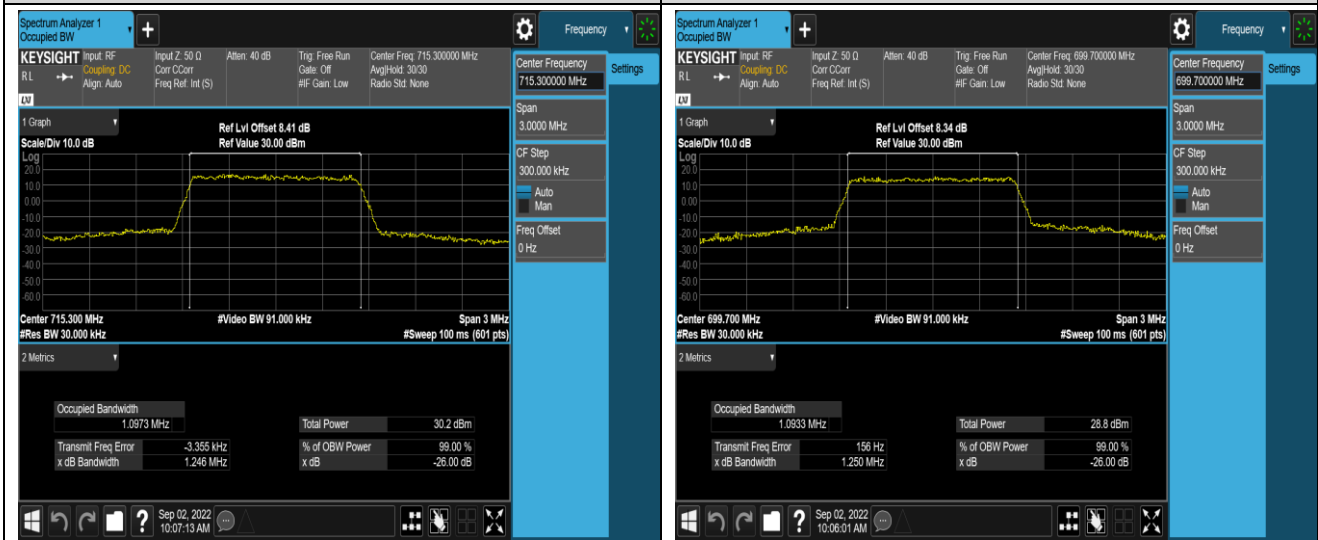 Spectrum Analyzer 1
Occupied BW
+
Frequency
KEYSIGHT
Input: RF
Coupling: DC
Align: Auto
Input Z: 50 Ω
Corr CCorr
Freq Ref: Int (S)
Atten: 40 dB
Trig: Free Run
Gate: Off
#IF Gain: Low
Center Freq: 715.300000 MHz
Avg|Hold: 30/30
Radio Std: None
RL
LXI
Center Frequency
715.300000 MHz
Settings
Span
3.0000 MHz
CF Step
300.000 kHz
Auto
Man
Freq Offset
0 Hz
1 Graph
Ref Lvl Offset 8.41 dB
Scale/Div 10.0 dB
Ref Value 30.00 dBm
Log
20.0
10.0
0.00
-10.0
-20.0
-30.0
-40.0
-50.0
-60.0
Center 715.300 MHz
#Video BW 91.000 kHz
Span 3 MHz
#Res BW 30.000 kHz
#Sweep 100 ms (601 pts)
2 Metrics
Occupied Bandwidth
1.0973 MHz
Total Power 30.2 dBm
Transmit Freq Error -3.355 kHz
% of OBW Power 99.00 %
x dB Bandwidth 1.246 MHz
x dB -26.00 dB
?
Sep 02, 2022
10:07:13 AM
Spectrum Analyzer 1
Occupied BW
+
Frequency
KEYSIGHT
Input: RF
Coupling: DC
Align: Auto
Input Z: 50 Ω
Corr CCorr
Freq Ref: Int (S)
Atten: 40 dB
Trig: Free Run
Gate: Off
#IF Gain: Low
Center Freq: 699.700000 MHz
Avg|Hold: 30/30
Radio Std: None
RL
LXI
Center Frequency
699.700000 MHz
Settings
Span
3.0000 MHz
CF Step
300.000 kHz
Auto
Man
Freq Offset
0 Hz
1 Graph
Ref Lvl Offset 8.34 dB
Scale/Div 10.0 dB
Ref Value 30.00 dBm
Log
20.0
10.0
0.00
-10.0
-20.0
-30.0
-40.0
-50.0
-60.0
Center 699.700 MHz
#Video BW 91.000 kHz
Span 3 MHz
#Res BW 30.000 kHz
#Sweep 100 ms (601 pts)
2 Metrics
Occupied Bandwidth
1.0933 MHz
Total Power 28.8 dBm
Transmit Freq Error 156 Hz
% of OBW Power 99.00 %
x dB Bandwidth 1.250 MHz
x dB -26.00 dB
?
Sep 02, 2022
10:06:01 AM